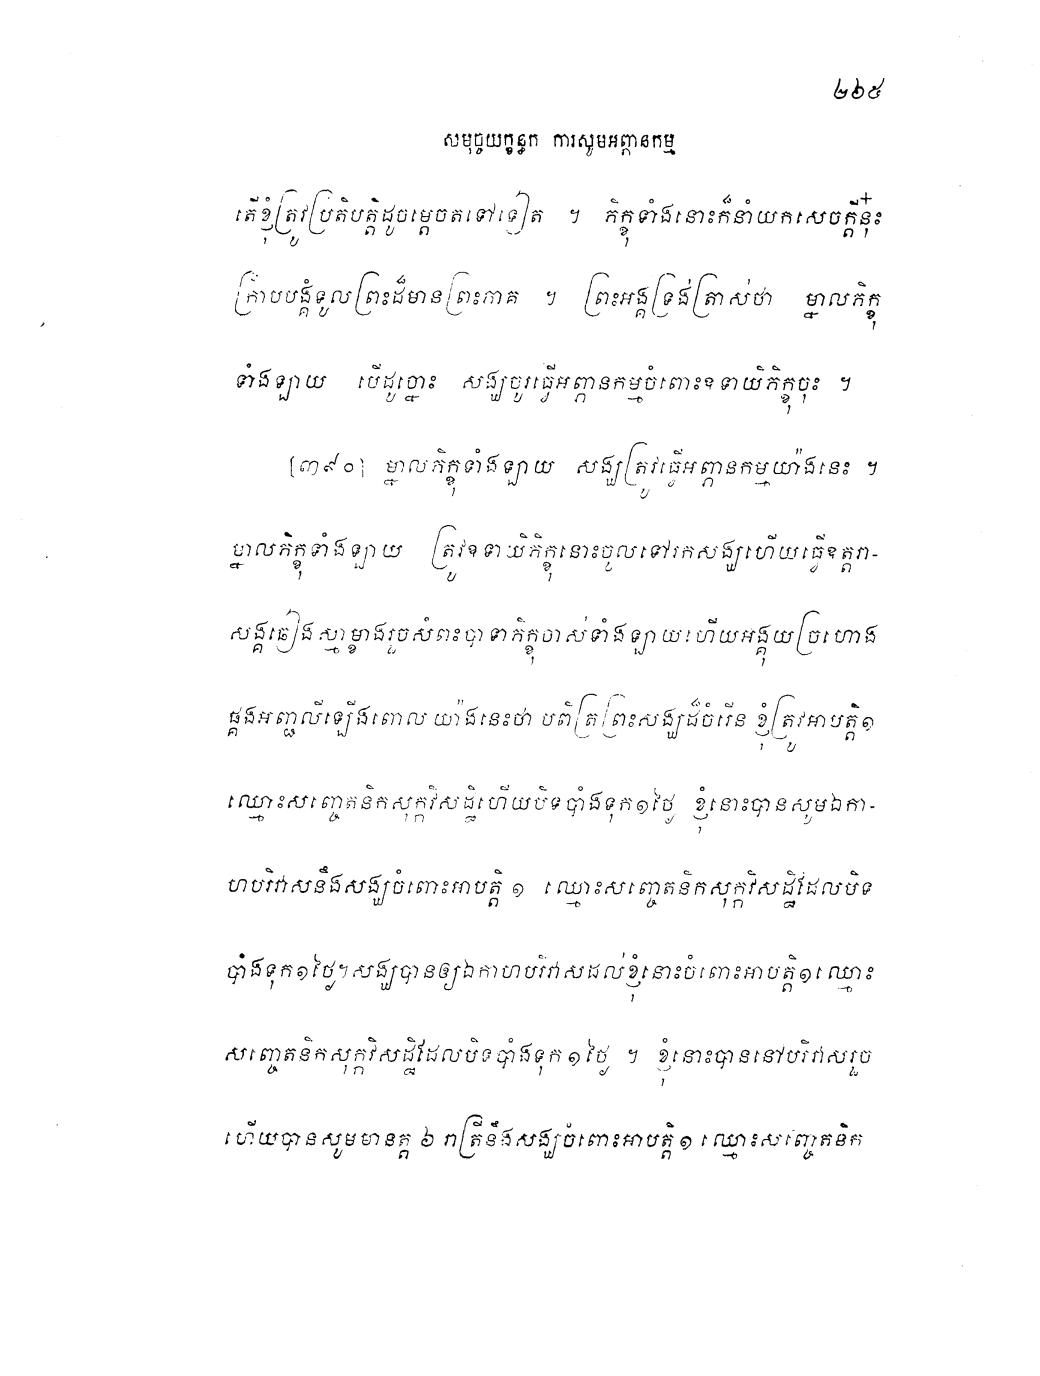 ២៦៥
សមុច្ចយក្ខន្ធក ការសូមអព្ភានកម្ម
តើខ្ញុំត្រូវប្រតិបត្តិដូចម្តេចតទៅទៀត ។ ភិក្ខុទាំងនោះក៏នាំយកសេចក្តីនុ៎ះ
ក្រាបបង្គំទូលព្រះដ៏មានព្រះភាគ ។ ព្រះអង្គទ្រង់ត្រាស់ថា ម្នាលភិក្ខុ
ទាំងឡាយ បើដូច្នោះ សង្ឃចូរធ្វើអព្ភានកម្មចំពោះឧទាយិភិក្ខុចុះ ។
[៣៩០] ម្នាលភិក្ខុទាំងឡាយ សង្ឃត្រូវធ្វើអព្ភានកម្មយ៉ាងនេះ ។
ម្នាលភិក្ខុទាំងឡាយ ត្រូវឧទាយិភិក្ខុនោះចូលទៅរកសង្ឃហើយធ្វើឧត្តរា-
សង្គឆៀងស្មាម្ខាងរួចសំពះបាទាភិក្ខុចាស់ទាំងឡាយហើយអង្គុយច្រហោង
ផ្គងអញ្ជលីឡើងពោល យ៉ាងនេះថា បពិត្រព្រះសង្ឃដ៏ចំរើន ខ្ញុំត្រូវអាបត្តិ១
ឈ្មោះសញ្ចេតនិកសុក្កវិសដ្ឋិហើយបិទបាំងទុក១ថ្ងៃ ខ្ញុំនោះបានសូមឯកា-
ហបរិវាសនឹងសង្ឃចំពោះអាបត្តិ ១ ឈ្មោះសញ្ចេតនិកសុក្កវិសដ្ឋិដែលបិទ
បាំងទុក១ថ្ងៃ។សង្ឃបានឲ្យឯកាហបរិវាសដល់ខ្ញុំនោះចំពោះអាបត្តិ១ឈ្មោះ
សញ្ចេតនិកសុក្កវិសដ្ឋិដែលបិទបាំងទុក១ថ្ងៃ ។ ខ្ញុំនោះបាននៅបរិវាសរួច
ហើយបានសូមមានត្ត ៦ រាត្រីនឹងសង្ឃចំពោះអាបត្តិ១ ឈ្មោះសញ្ចេតនិក